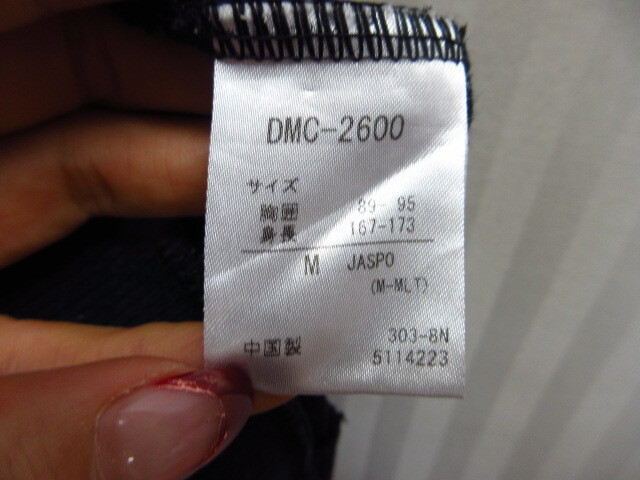 DMC-2600
サイズ
胸囲 89- 95
身長 167-173
M JASPO
(M-MLT)
303-8N
中国製 5114223